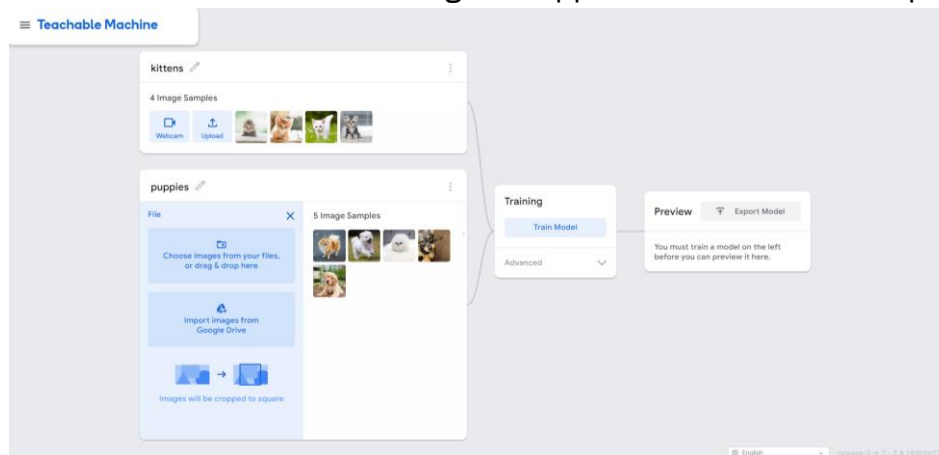 Teachable Machine
kittens
4 Image Samples
Webcam
Upload
puppies
File
5 Image Samples
Choose images from your files,
or drag & drop here
Import images from
Google Drive
Images will be cropped to square
Training
Train Model
Advanced
Preview
Export Model
You must train a model on the left
before you can preview it here.
English